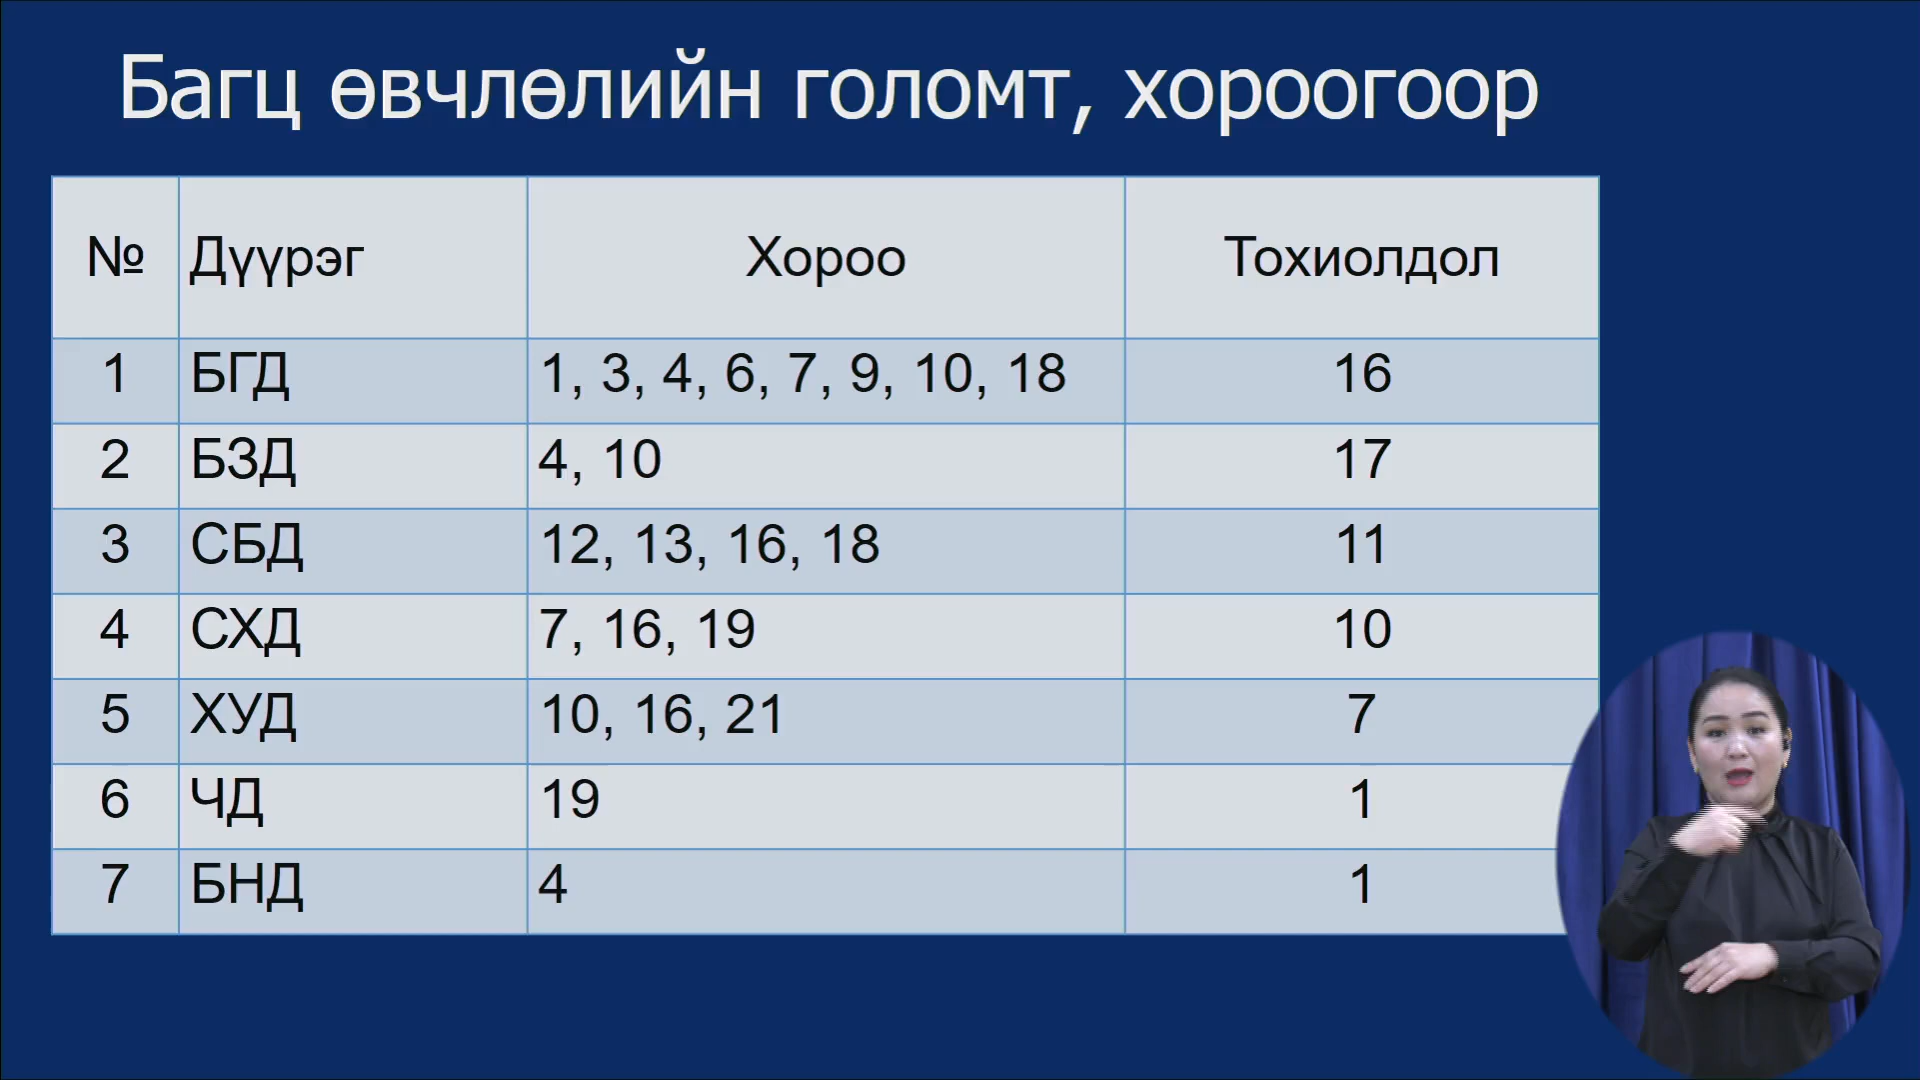 Багц өвчлөлийн голомт, хороогоор
№ Дүүрэг Хороо Тохиолдол
1 БГД 1, 3, 4, 6, 7, 9, 10, 18 16
2 БЗД 4, 10 17
3 СБД 12, 13, 16, 18 11
4 СХД 7, 16, 19 10
5 ХУД 10, 16, 21 7
6 ЧД 19 1
7 БНД 4 1